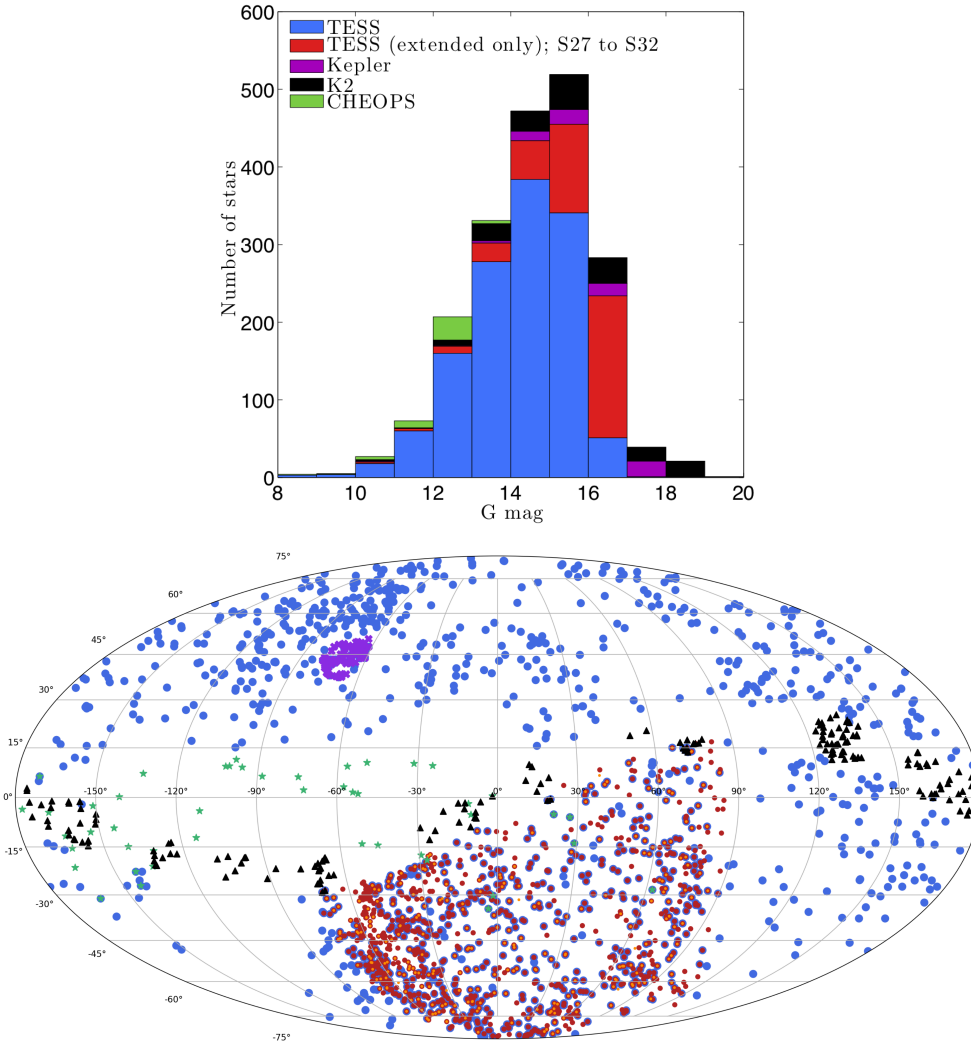 600
500
400
300
200
100
0
Number of stars
TESS
TESS (extended only); S27 to S32
Kepler
K2
CHEOPS
8 10 12 14 16 18 20
G mag
75°
60°
45°
30°
15°
0° -150° -120° -90° -60° -30° 0° 30° 60° 90° 120° 150°
-15°
-30°
-45°
-60°
-75°